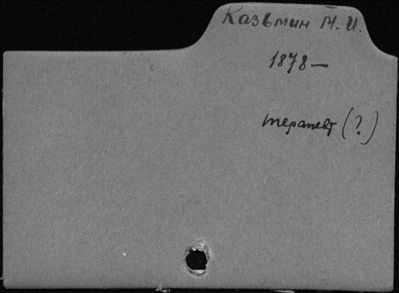 Казьмин М. И.
1878 —
терапевт (?)